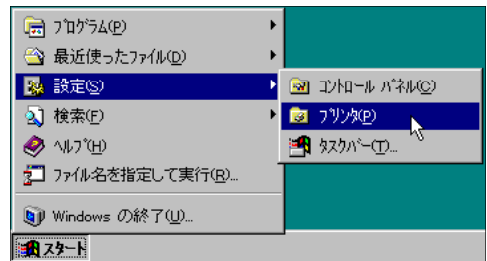 ﾌﾟﾛｸﾞﾗﾑ(P)
最近使ったﾌｧｲﾙ(D)
設定(S)
検索(F)
ﾍﾙﾌﾟ(H)
ﾌｧｲﾙ名を指定して実行(R)...
Windows の終了(U)...
スタート
ｺﾝﾄﾛｰﾙ ﾊﾟﾈﾙ(C)
ﾌﾟﾘﾝﾀ(P)
ﾀｽｸﾊﾞｰ(T)...